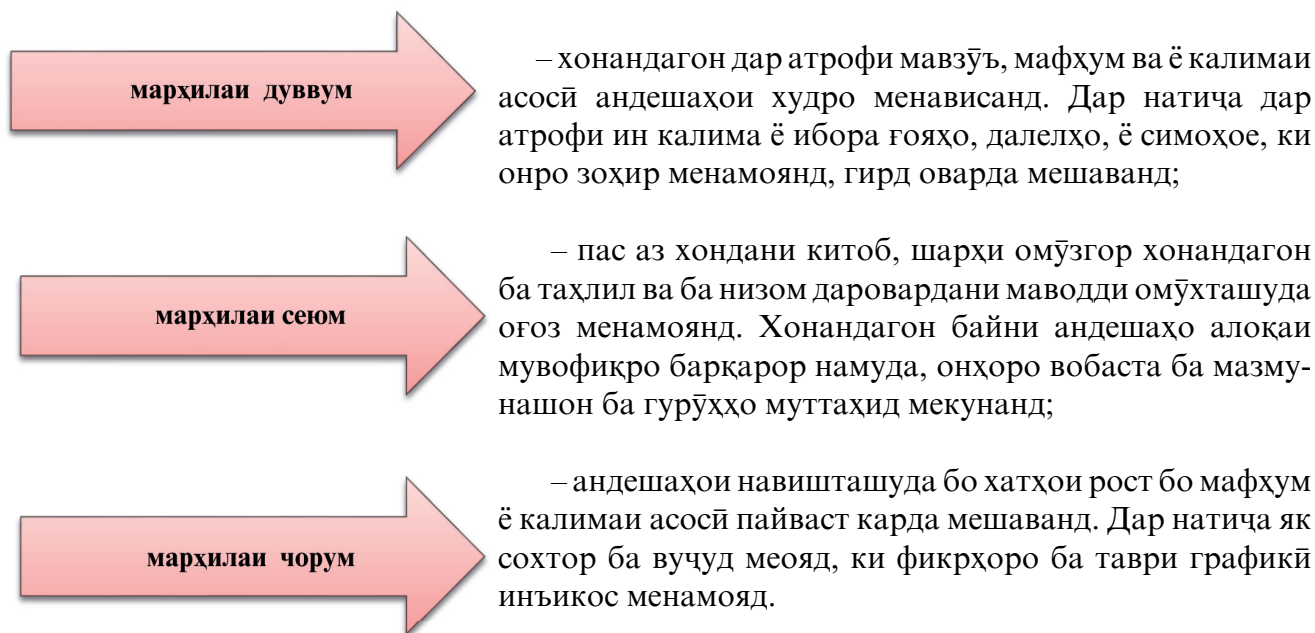 марҳилаи дуввум
– хонандагон дар атрофи мавзӯъ, мафҳум ва ё калимаи
асосӣ андешаҳои худро менависанд. Дар натиҷа дар
атрофи ин калима ё ибора ғояҳо, далелҳо, ё симоҳое, ки
онро зоҳир менамоянд, гирд оварда мешаванд;
марҳилаи сеюм
– пас аз хондани китоб, шарҳи омӯзгор хонандагон
ба таҳлил ва ба низом даровардани маводди омӯхташуда
оғоз менамоянд. Хонандагон байни андешаҳо алоқаи
мувофиқро барқарор намуда, онҳоро вобаста ба мазму-
нашон ба гурӯҳҳо муттаҳид мекунанд;
марҳилаи чорум
– андешаҳои навишташуда бо хатҳои рост бо мафҳум
ё калимаи асосӣ пайваст карда мешаванд. Дар натиҷа як
сохтор ба вуҷуд меояд, ки фикрҳоро ба таври графикӣ
инъикос менамояд.